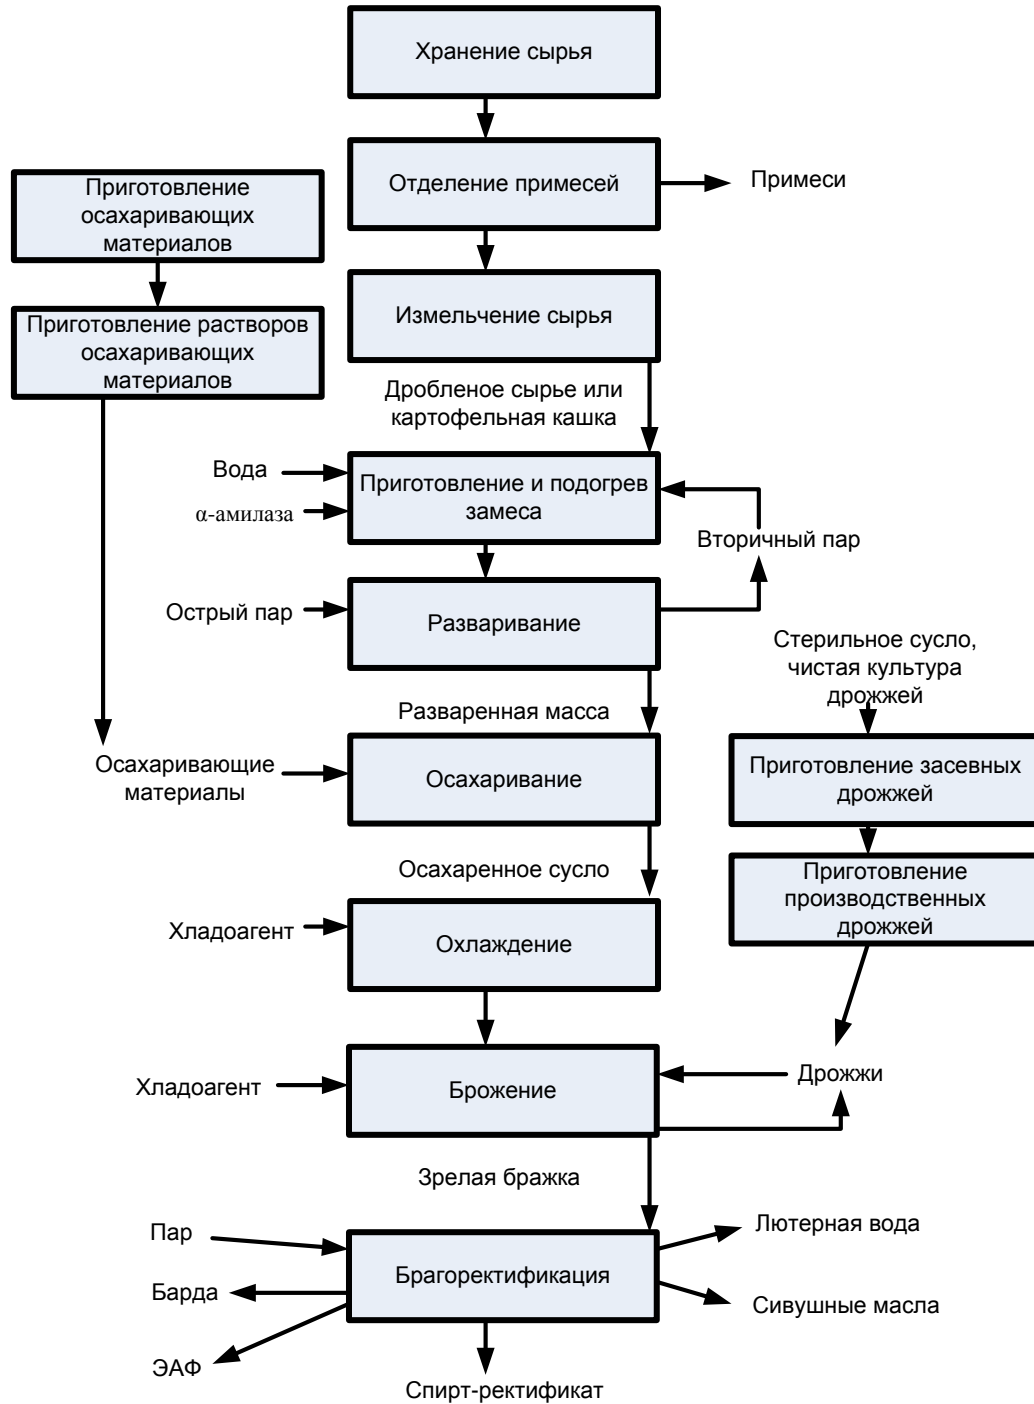 Хранение сырья
Отделение примесей
Примеси
Приготовление
осахаривающих
материалов
Измельчение сырья
Приготовление растворов
осахаривающих
материалов
Дробленое сырье или
картофельная кашка
Вода
α-амилаза
Приготовление и подогрев
замеса
Вторичный пар
Острый пар
Разваривание
Стерильное сусло,
чистая культура
дрожжей
Разваренная масса
Осахаривающие
материалы
Осахаривание
Приготовление засевных
дрожжей
Осахаренное сусло
Приготовление
производственных
дрожжей
Хладоагент
Охлаждение
Хладоагент
Брожение
Дрожжи
Зрелая бражка
Пар
Барда
ЭАФ
Брагоректификация
Лютерная вода
Сивушные масла
Спирт-ректификат